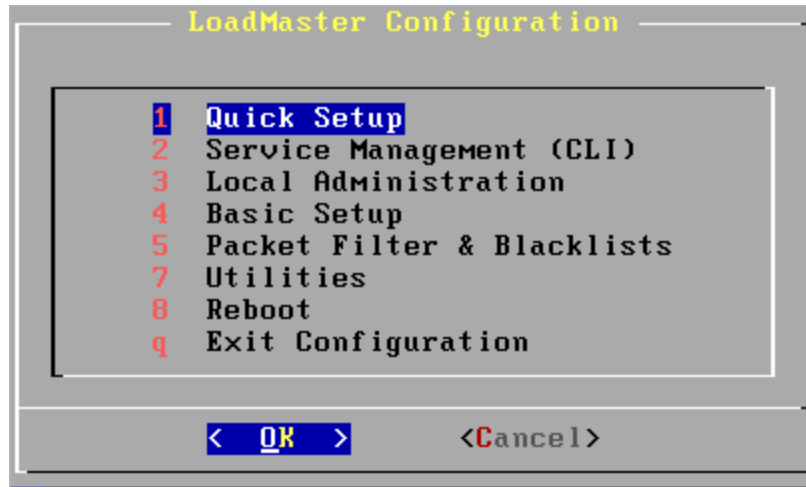 LoadMaster Configuration
1 Quick Setup
2 Service Management (CLI)
3 Local Administration
4 Basic Setup
5 Packet Filter & Blacklists
7 Utilities
8 Reboot
q Exit Configuration
< OK > <Cancel>